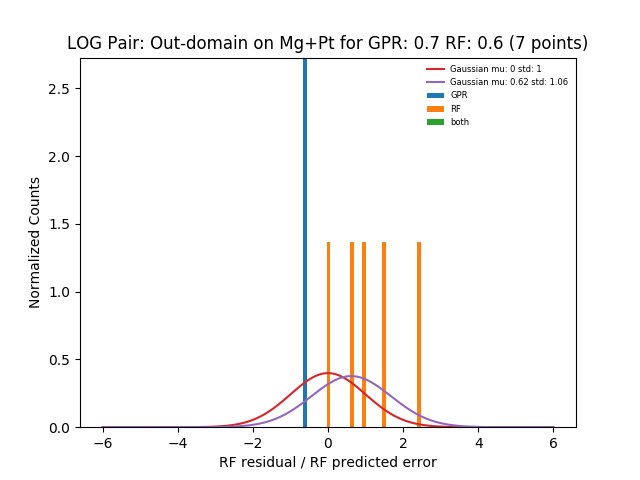 LOG Pair: Out-domain on Mg+Pt for GPR: 0.7 RF: 0.6 (7 points)
Gaussian mu: 0 std: 1
Gaussian mu: 0.62 std: 1.06
GPR
RF
both
Normalized Counts
2.5
2.0
1.5
1.0
0.5
0.0
−6 −4 −2 0 2 4 6
RF residual / RF predicted error